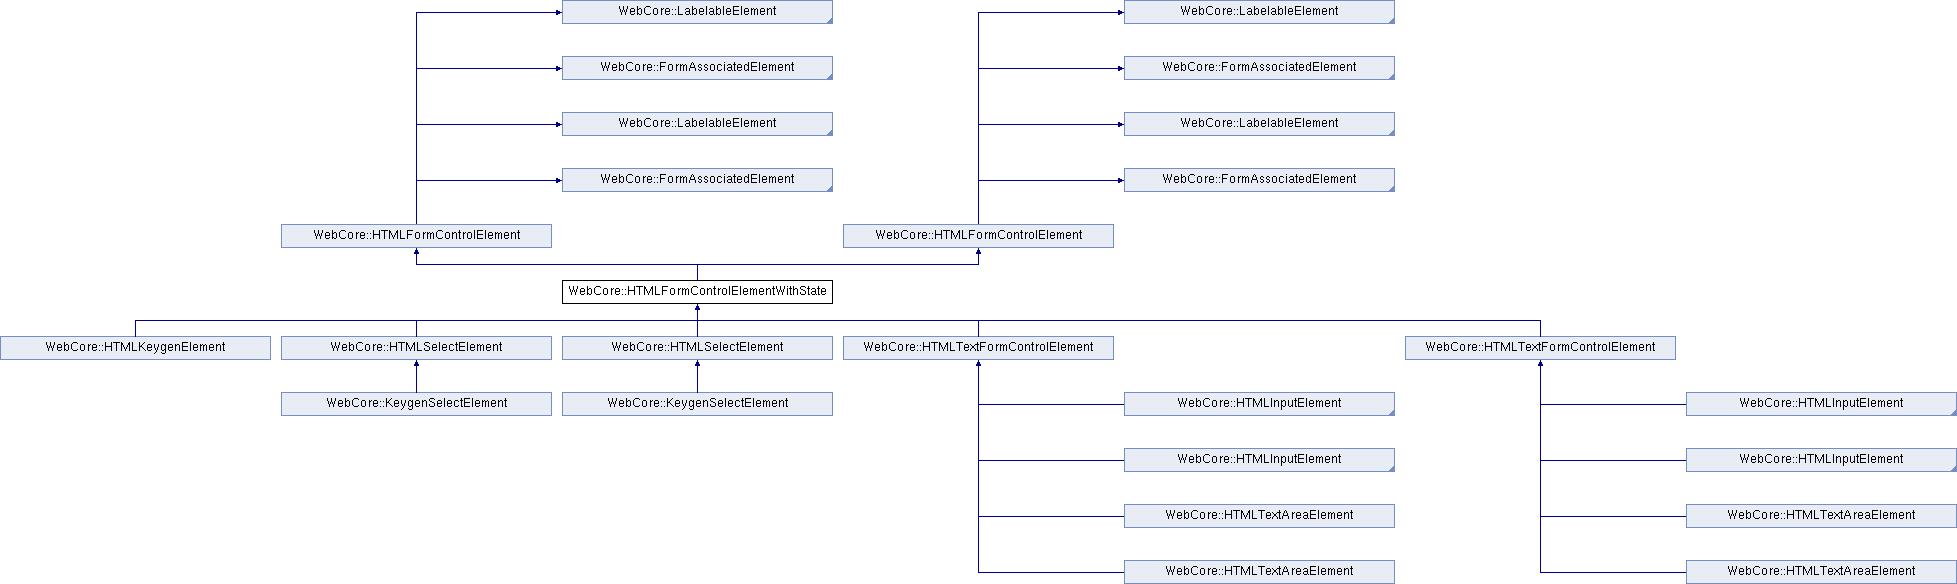 WebCore::LabelableElement
WebCore::LabelableElement
WebCore::FormAssociatedElement
WebCore::FormAssociatedElement
WebCore::LabelableElement
WebCore::LabelableElement
WebCore::FormAssociatedElement
WebCore::FormAssociatedElement
WebCore::HTMLFormControlElement
WebCore::HTMLFormControlElement
WebCore::HTMLFormControlElementWithState
WebCore::HTMLKeygenElement
WebCore::HTMLSelectElement
WebCore::HTMLSelectElement
WebCore::HTMLTextFormControlElement
WebCore::HTMLTextFormControlElement
WebCore::KeygenSelectElement
WebCore::KeygenSelectElement
WebCore::HTMLInputElement
WebCore::HTMLInputElement
WebCore::HTMLInputElement
WebCore::HTMLInputElement
WebCore::HTMLTextAreaElement
WebCore::HTMLTextAreaElement
WebCore::HTMLTextAreaElement
WebCore::HTMLTextAreaElement